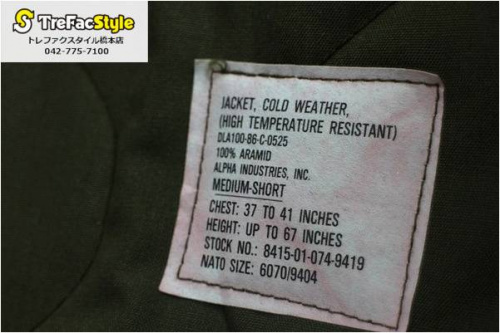 TreFacStyle
トレファクスタイル橋本店
042-775-7100
JACKET, COLD WEATHER,
(HIGH TEMPERATURE RESISTANT)
DLA100-86-C-0525
100% ARAMID
ALPHA INDUSTRIES, INC.
MEDIUM-SHORT
CHEST: 37 TO 41 INCHES
HEIGHT: UP TO 67 INCHES
STOCK NO.: 8415-01-074-9419
NATO SIZE: 6070/9404